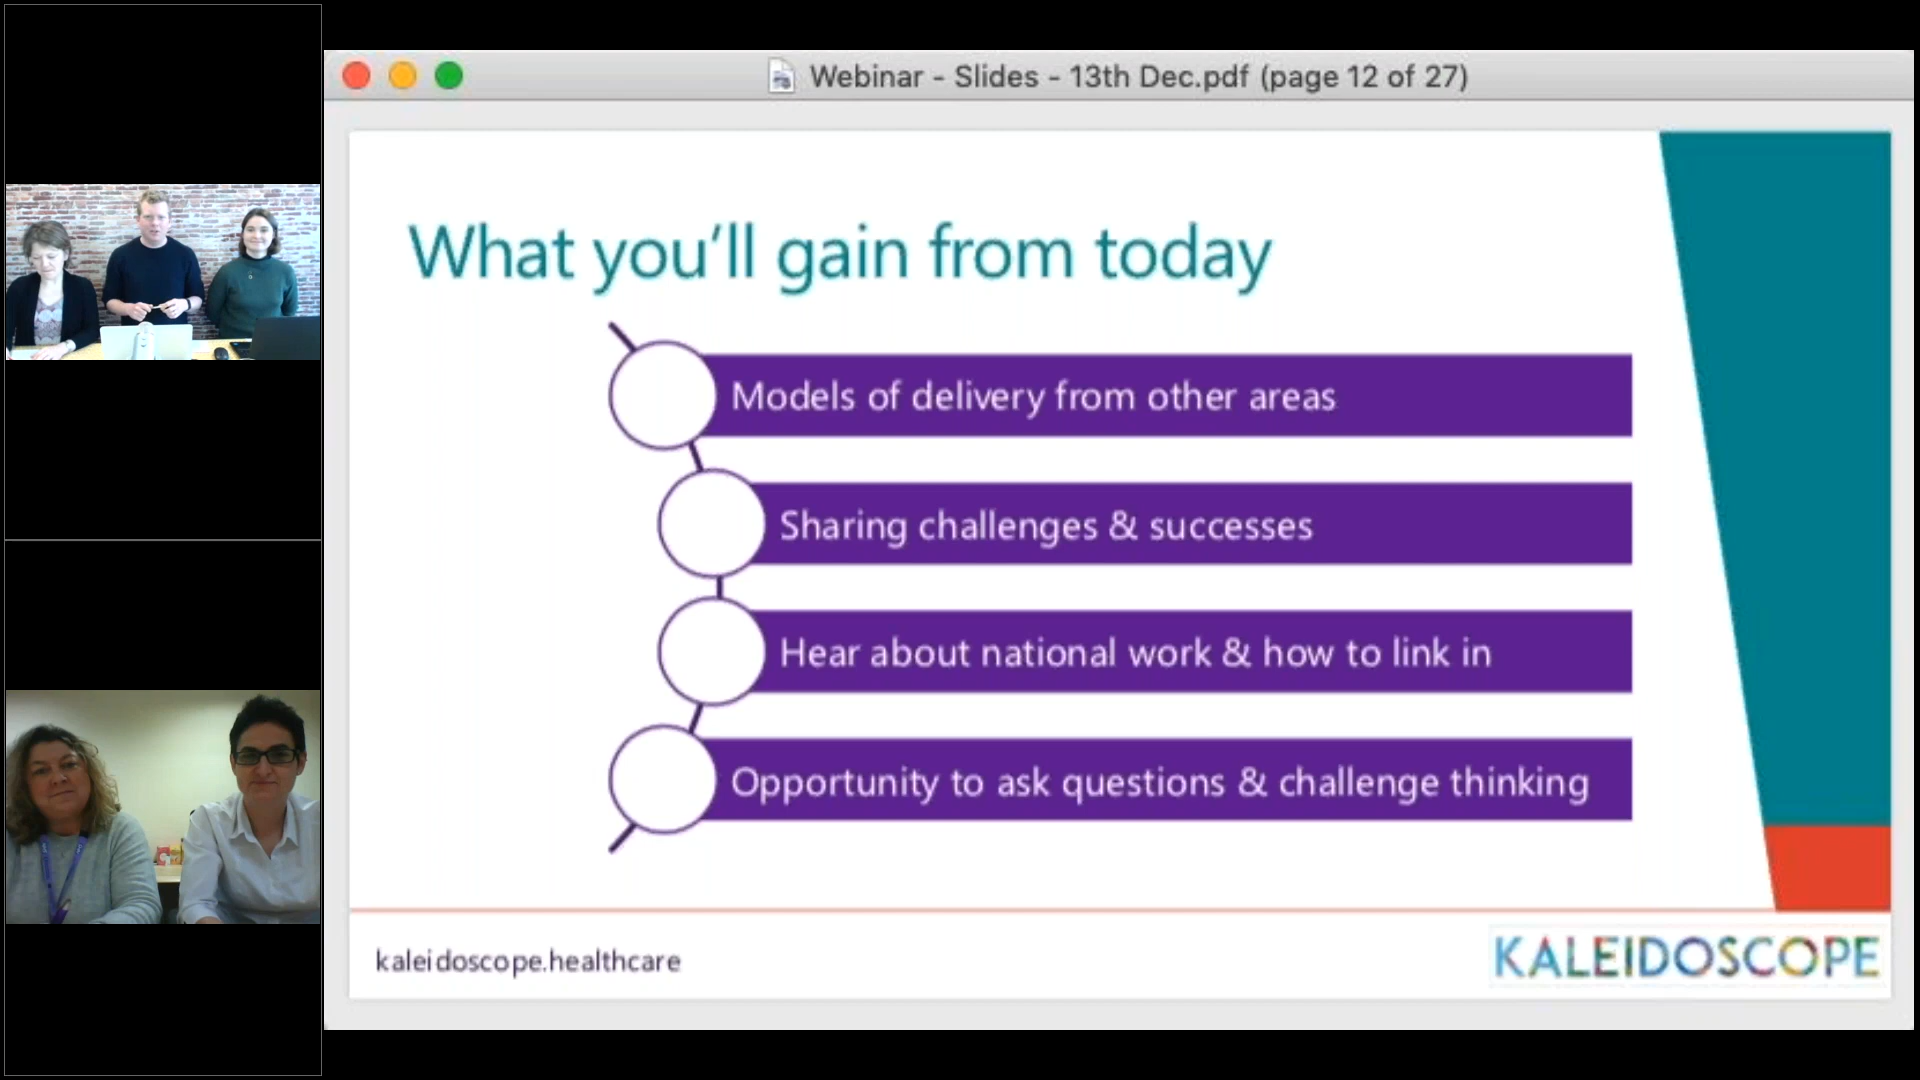 Webinar - Slides - 13th Dec.pdf (page 12 of 27)
What you'll gain from today
Models of delivery from other areas
Sharing challenges & successes
Hear about national work & how to link in
Opportunity to ask questions & challenge thinking
kaleidoscope.healthcare
KALEIDOSCOPE